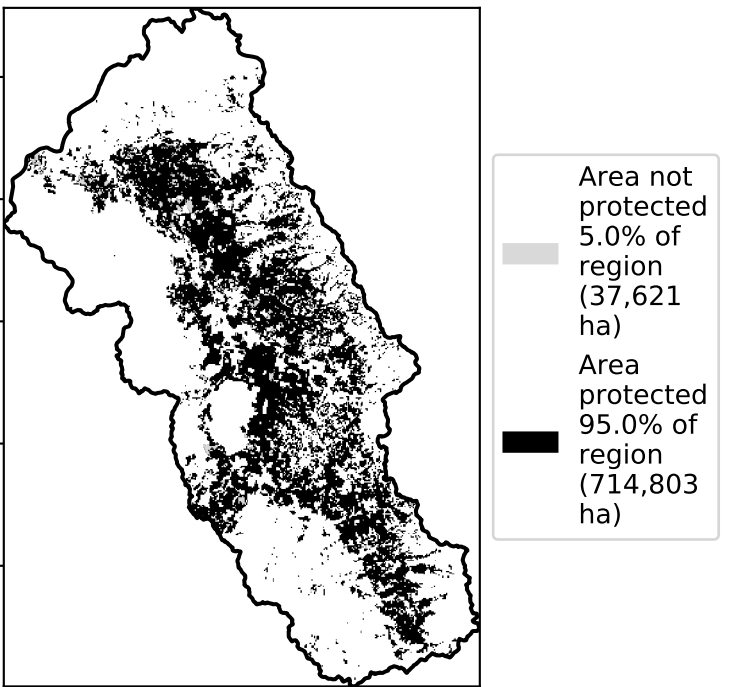 Area not
protected
5.0% of
region
(37,621
ha)
Area
protected
95.0% of
region
(714,803
ha)